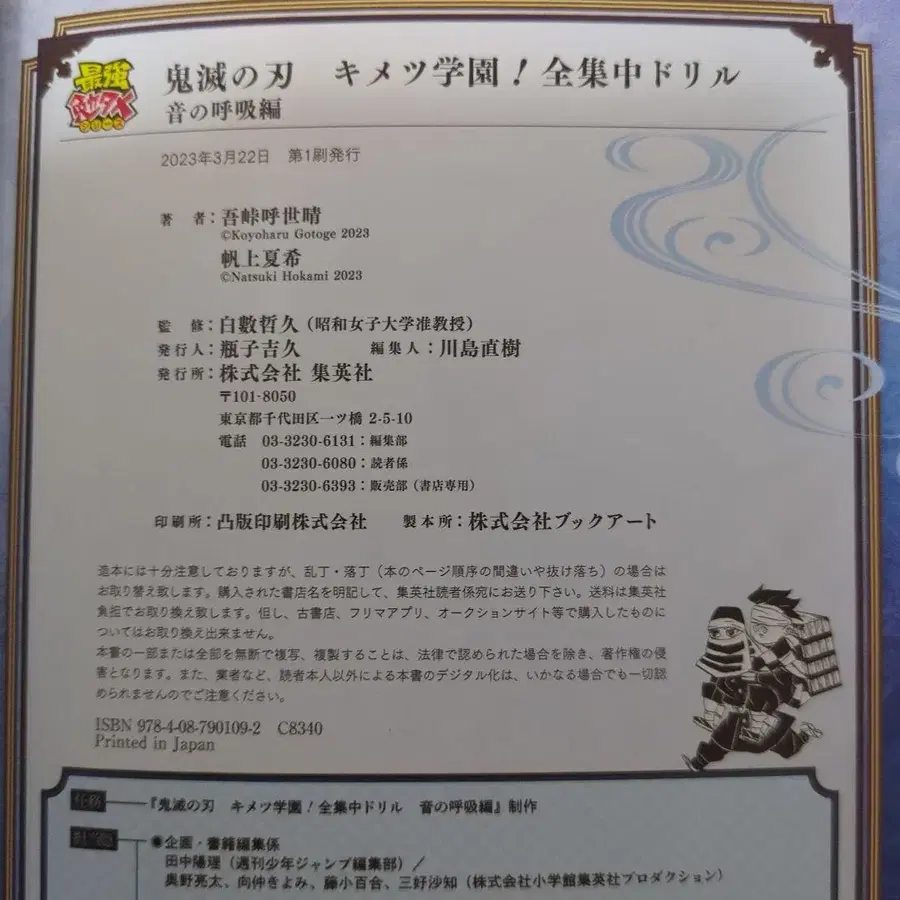 最強
シリーズ
鬼滅の刃 キメツ学園!全集中ドリル
音の呼吸編
2023年3月22日 第1刷発行
著 者:吾峠呼世晴
©Koyoharu Gotoge 2023
帆上夏希
©Natsuki Hokami 2023
監 修:白數哲久(昭和女子大学准教授)
発行人:瓶子吉久 編集人:川島直樹
発行所:株式会社 集英社
〒101-8050
東京都千代田区一ツ橋 2-5-10
電話 03-3230-6131:編集部
03-3230-6080:読者係
03-3230-6393:販売部(書店専用)
印刷所:凸版印刷株式会社 製本所:株式会社ブックアート
造本には十分注意しておりますが、乱丁・落丁(本のページ順序の間違いや抜け落ち)の場合は
お取り替え致します。購入された書店名を明記して、集英社読者係宛にお送り下さい。送料は集英社
負担でお取り換え致します。但し、古書店、フリマアプリ、オークションサイト等で購入したものに
ついてはお取り換え出来ません。
本書の一部または全部を無断で複写、複製することは、法律で認められた場合を除き、著作権の侵
害となります。また、業者など、読者本人以外による本書のデジタル化は、いかなる場合でも一切認
められませんのでご注意ください。
ISBN 978-4-08-790109-2 C8340
Printed in Japan
任務 『鬼滅の刃 キメツ学園!全集中ドリル 音の呼吸編』制作
●企画・書籍編集係
田中陽理(週刊少年ジャンプ編集部)/
奥野亮太、向仲きよみ、藤小百合、三好沙知(株式会社小学館集英社プロダクション)